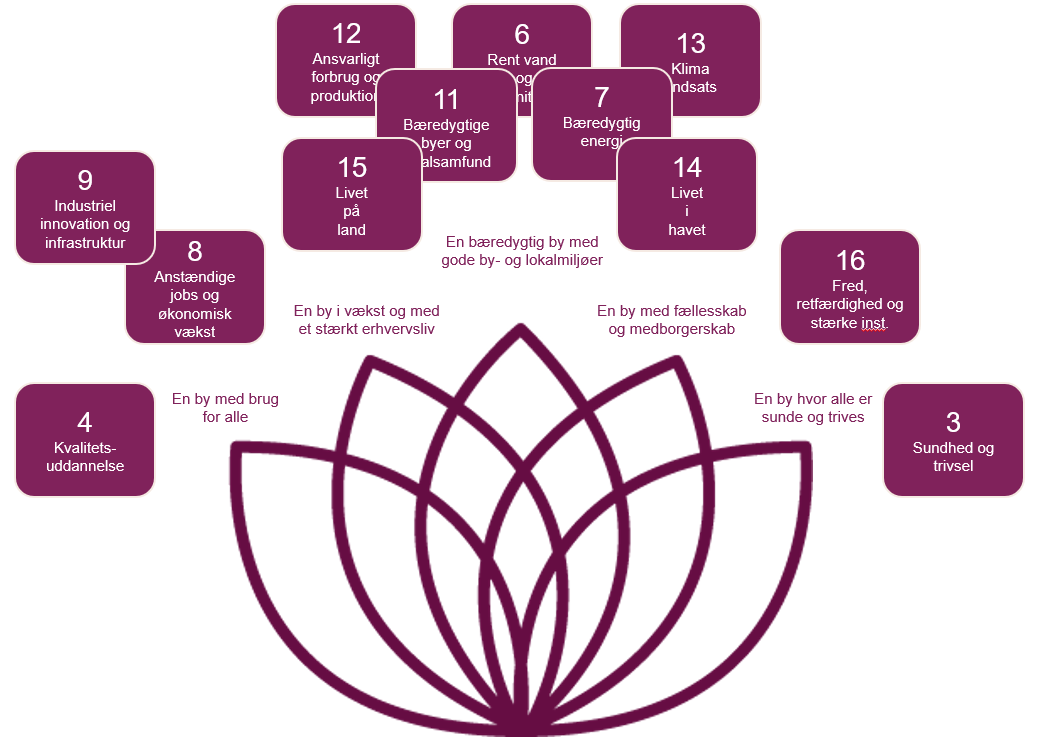 12
Ansvarligt
forbrug og
produktion
6
Rent vand
og
13
Klima
11
Bæredygtige
byer og
7
Bæredygtig
energi
15
Livet
på
land
14
Livet
i
havet
9
Industriel
innovation og
infrastruktur
8
Anstændige
jobs og
økonomisk
vækst
En bæredygtig by med
gode by- og lokalmiljøer
16
Fred,
retfærdighed og
stærke inst.
En by i vækst og med
et stærkt erhvervsliv
En by med fællesskab
og medborgerskab
4
Kvalitets-
uddannelse
En by med brug
for alle
En by hvor alle er
sunde og trives
3
Sundhed og
trivsel